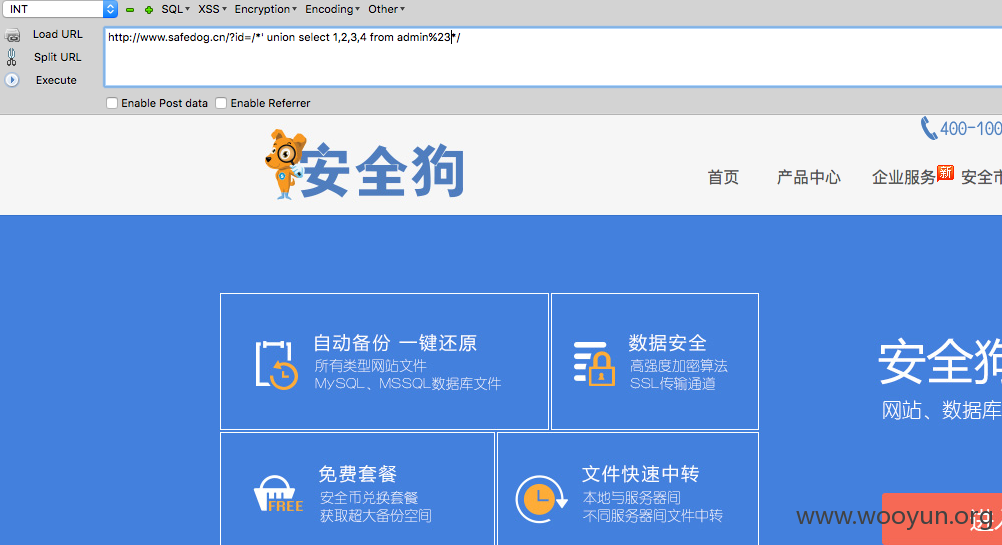 INT SQL XSS Encryption Encoding Other
Load URL
Split URL
Execute
http://www.safedog.cn/?id=/*' union select 1,2,3,4 from admin%23*/
Enable Post data Enable Referrer
400-100
安全狗
首页 产品中心 企业服务 新 安全市
自动备份 一键还原
所有类型网站文件
MySQL、MSSQL数据库文件
数据安全
高强度加密算法
SSL传输通道
安全狗
网站、数据库
免费套餐
安全币兑换套餐
获取超大备份空间
FREE
文件快速中转
本地与服务器间
不同服务器间文件中转
进入
www.wooyun.org